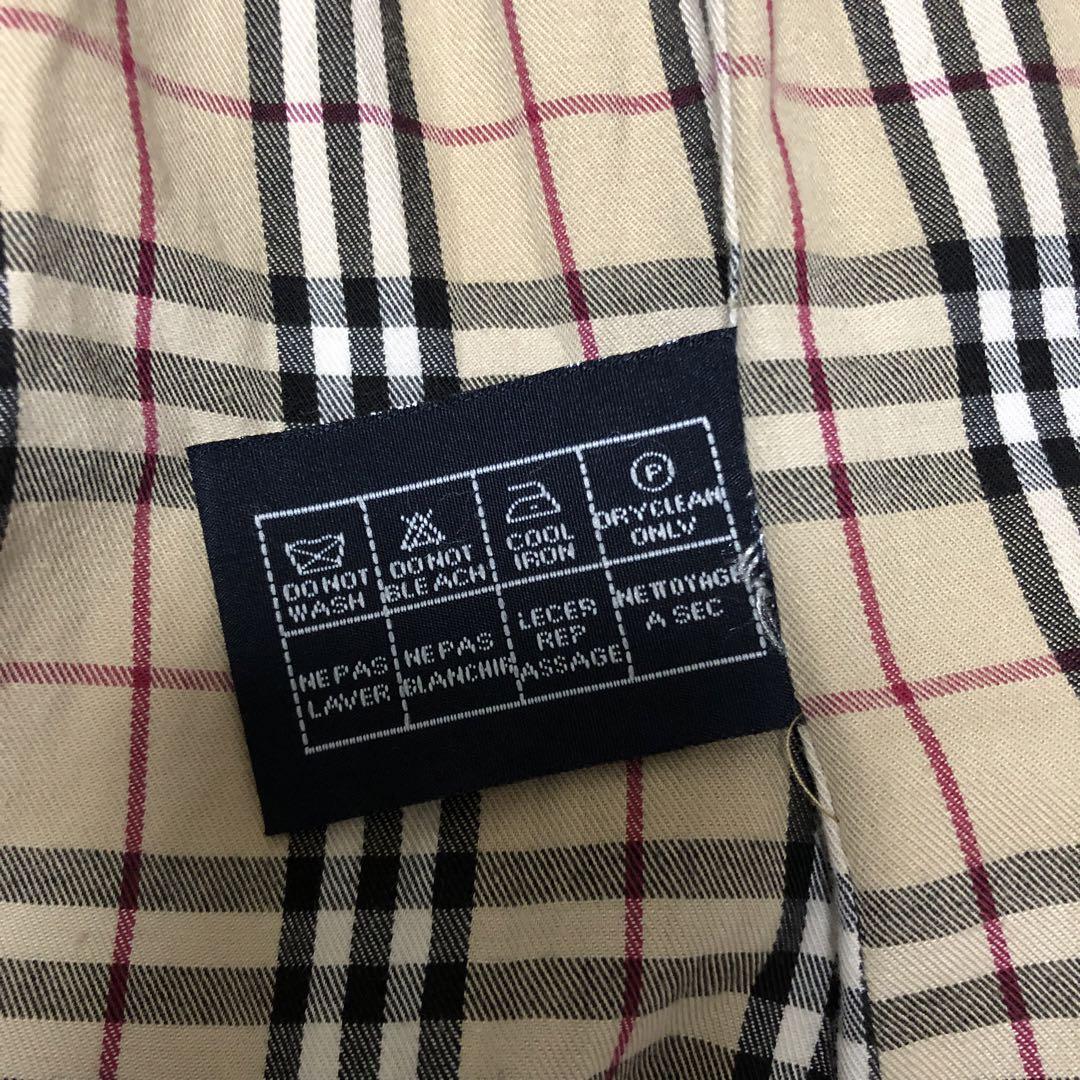 P
DO NOT
WASH
DO NOT
BLEACH
COOL
IRON
DRYCLEAN
ONLY
NE PAS
LAVER
NE PAS
BLANCHIR
LECER
REP
ASSAGE
NETTOYAGE
A SEC